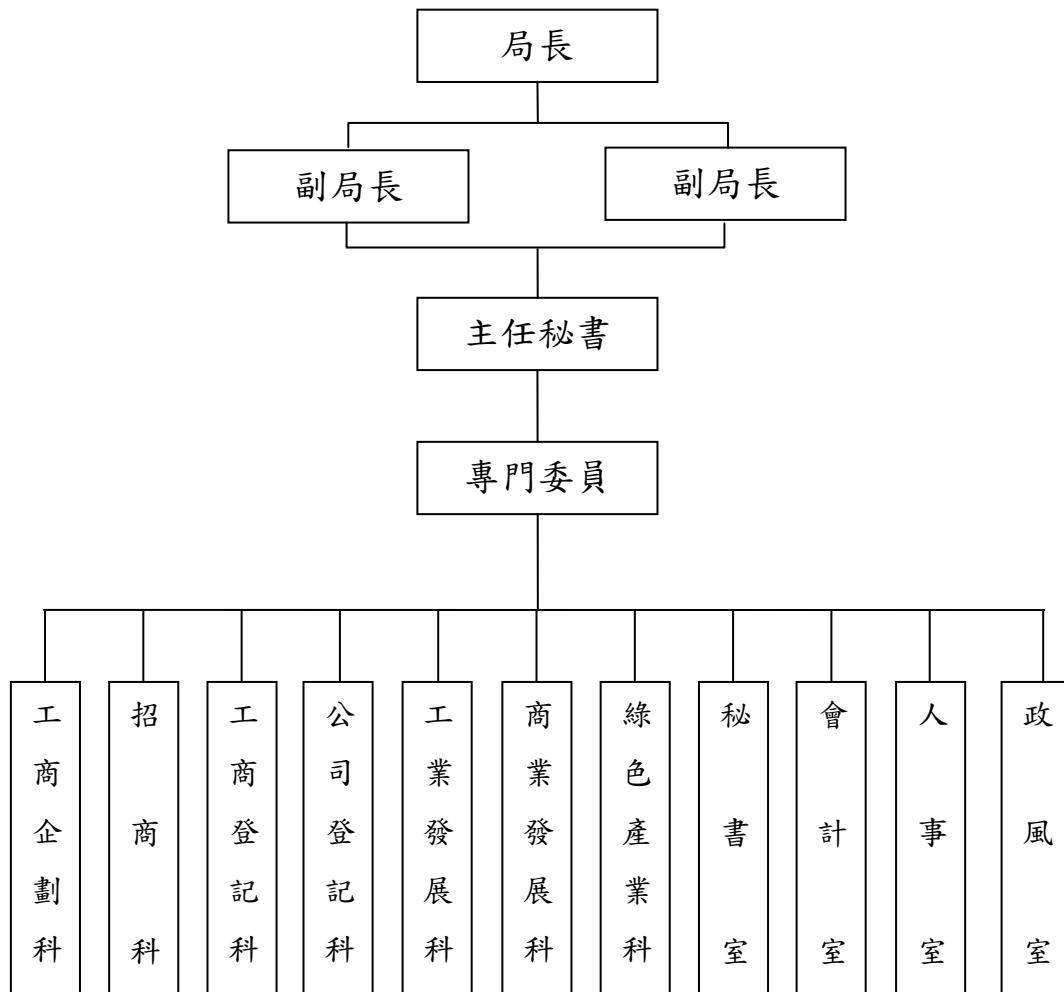 局長
副局長
副局長
主任秘書
專門委員
工商企劃科
招商科
工商登記科
公司登記科
工業發展科
商業發展科
綠色產業科
秘書室
會計室
人事室
政風室